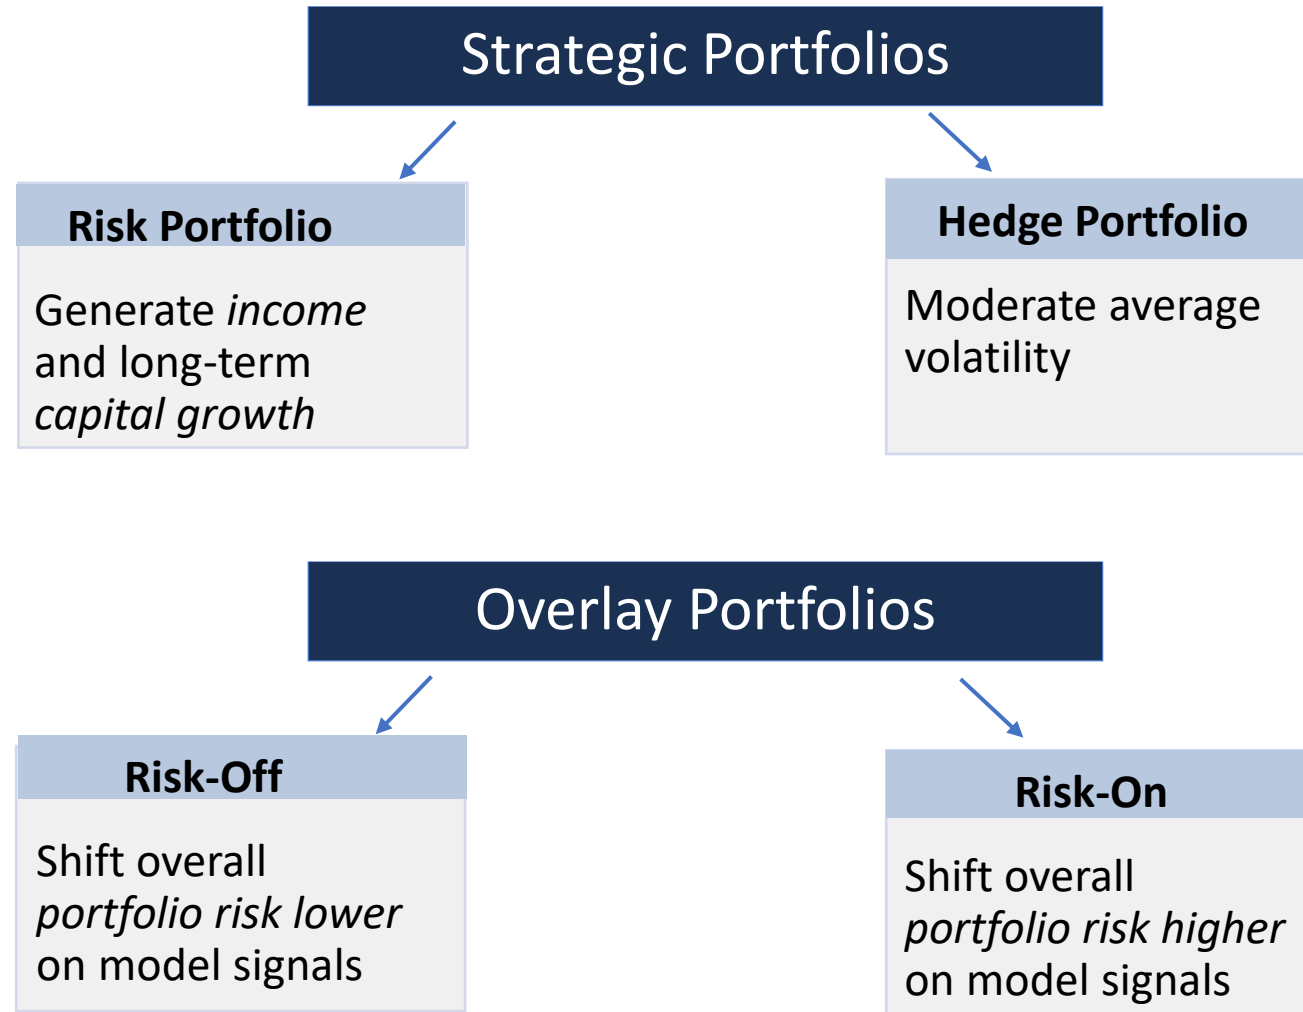 Strategic Portfolios
Risk Portfolio
Generate income
and long-term
capital growth
Hedge Portfolio
Moderate average
volatility
Overlay Portfolios
Risk-Off
Shift overall
portfolio risk lower
on model signals
Risk-On
Shift overall
portfolio risk higher
on model signals